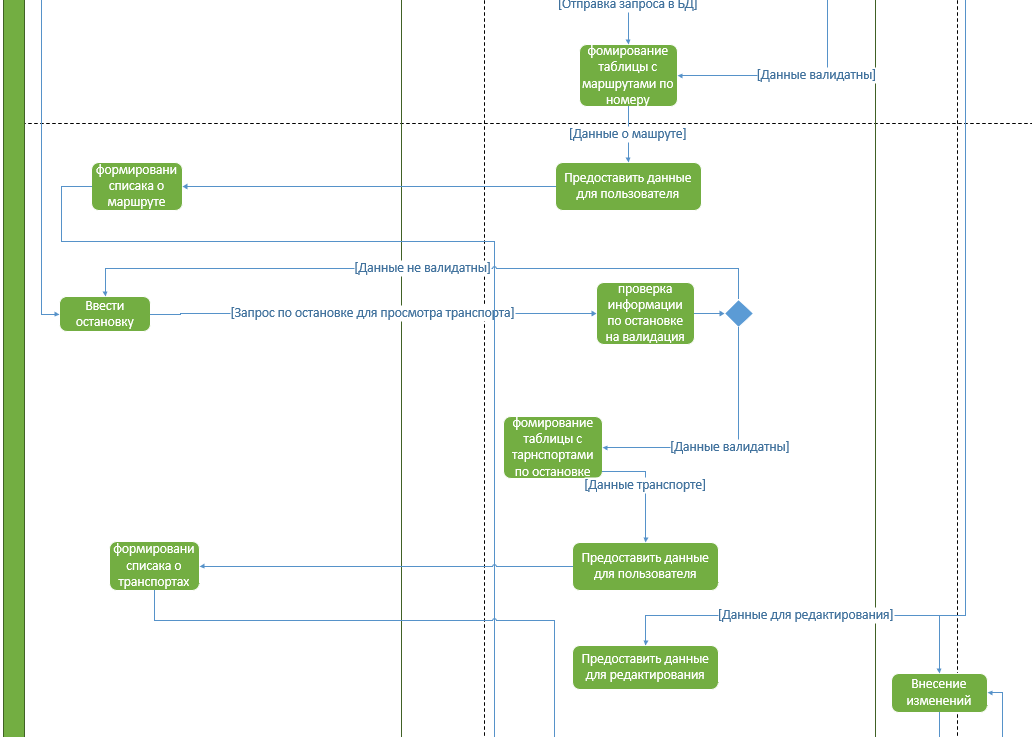 [Отправка запроса в БД]
фомирование
таблицы с
маршрутами по
номеру
[Данные валидатны]
[Данные о машруте]
Предоставить данные
для пользователя
формировани
списака о
маршруте
[Данные не валидатны]
Ввести
остановку
[Запрос по остановке для просмотра транспорта]
проверка
информации
по остановке
на валидация
фомирование
таблицы с
тарнспортами
по остановке
[Данные валидатны]
[Данные транспорте]
формировани
списака о
транспортах
Предоставить данные
для пользователя
[Данные для редактирования]
Предоставить данные
для редактирования
Внесение
изменений